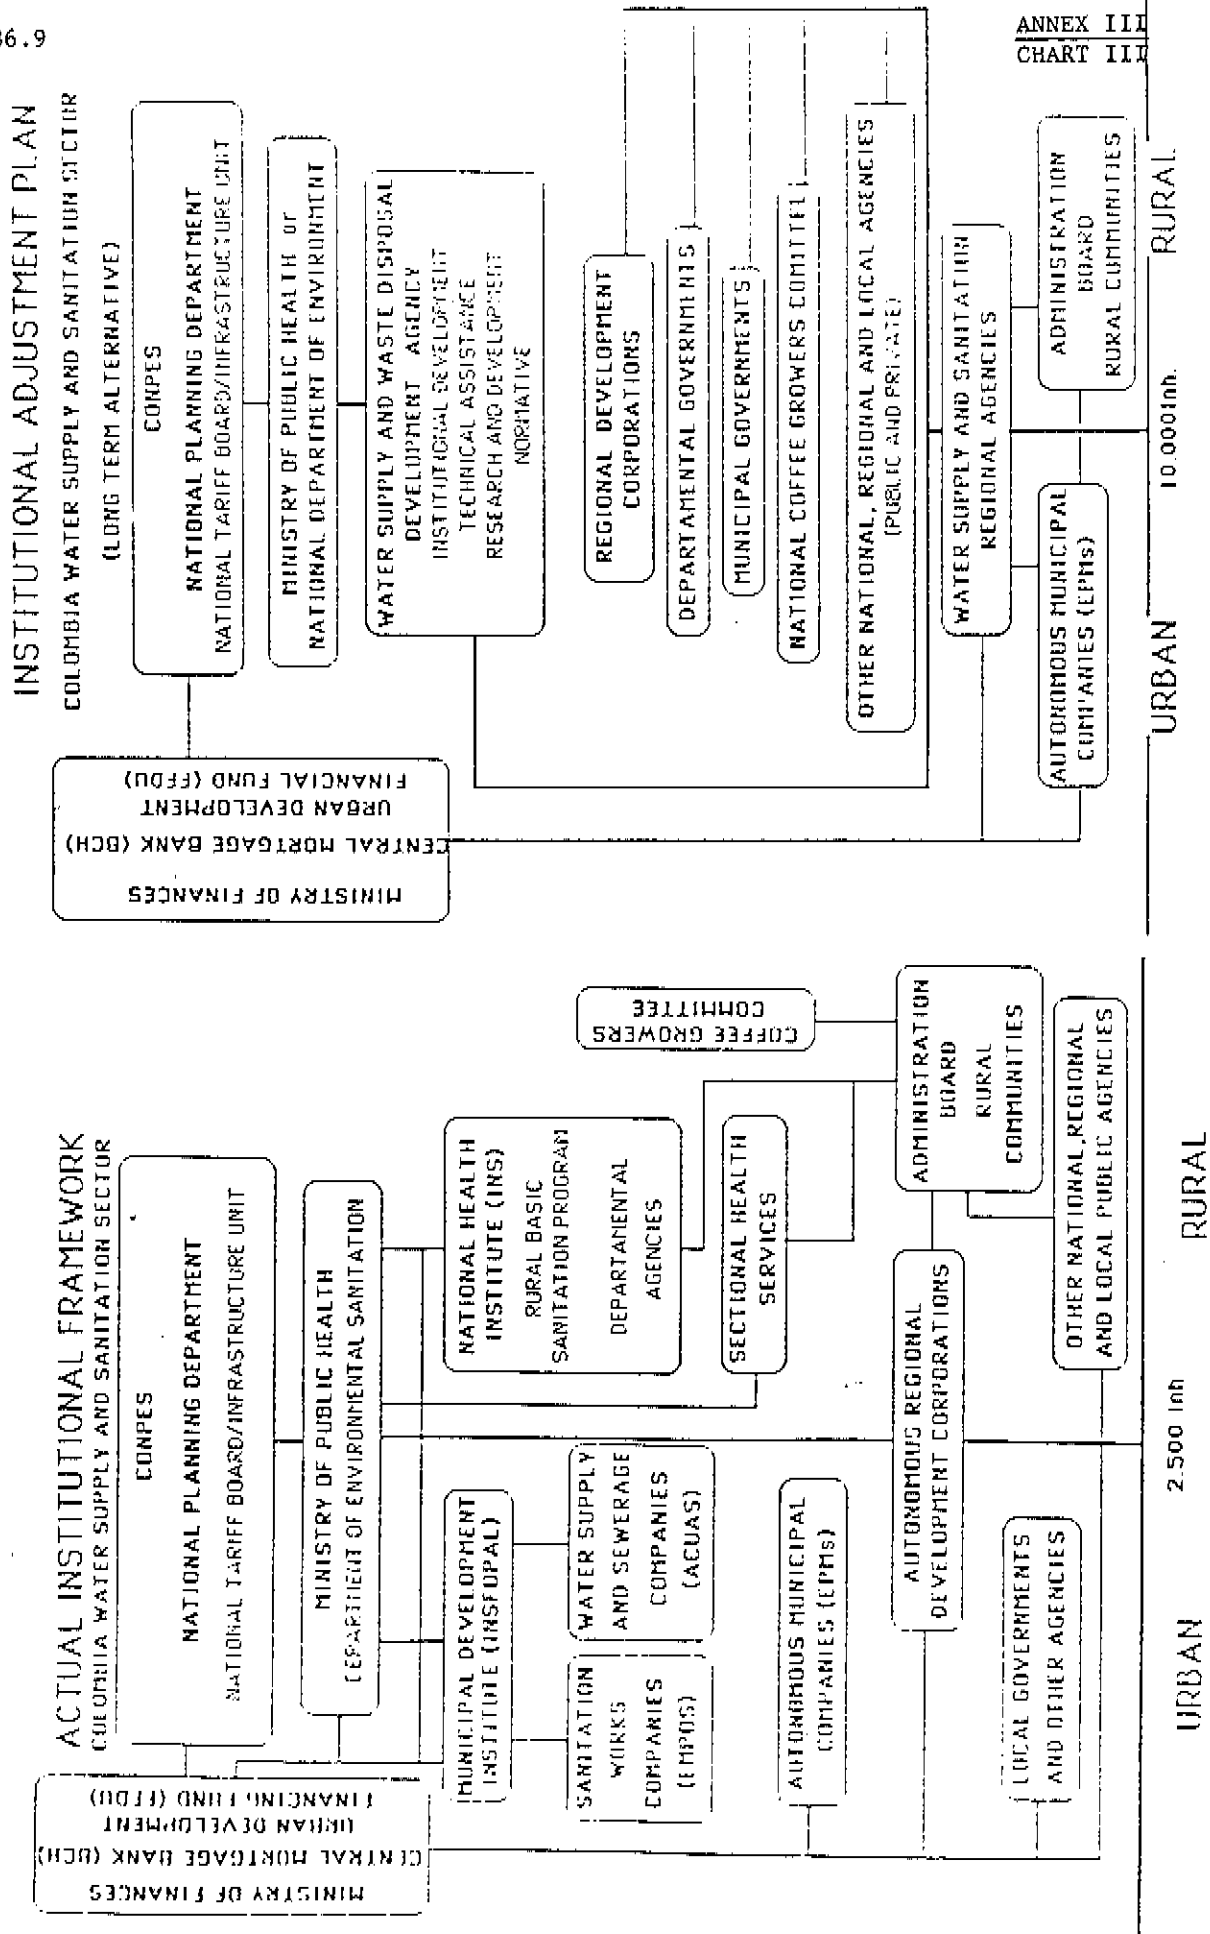 36.9
ANNEX III
CHART III
ACTUAL INSTITUTIONAL FRAMEWORK
COLOMBIA WATER SUPPLY AND SANITATION SECTOR
CONPES
NATIONAL PLANNING DEPARTMENT
NATIONAL TARIFF BOARD/INFRASTRUCTURE UNIT
MINISTRY OF FINANCES
CENTRAL MORTGAGE BANK (BCH)
URBAN DEVELOPMENT
FINANCING FUND (FFDU)
MINISTRY OF PUBLIC HEALTH
DEPARTMENT OF ENVIRONMENTAL SANITATION
MUNICIPAL DEVELOPMENT
INSTITUTE (INSFOPAL)
NATIONAL HEALTH
INSTITUTE (INS)
RURAL BASIC
SANITATION PROGRAM
DEPARTAMENTAL
AGENCIES
SANITATION
WORKS
COMPANIES
(EMPOS)
WATER SUPPLY
AND SEWERAGE
COMPANIES
(ACUAS)
SECTIONAL HEALTH
SERVICES
COFFEE GROWERS
COMMITTEE
AUTONOMOUS MUNICIPAL
COMPANIES (EPMs)
AUTONOMOUS REGIONAL
DEVELOPMENT CORPORATIONS
ADMINISTRATION
BOARD
RURAL
COMMUNITIES
LOCAL GOVERNMENTS
AND OTHER AGENCIES
OTHER NATIONAL,REGIONAL
AND LOCAL PUBLIC AGENCIES
URBAN
2.500 Inh
RURAL
INSTITUTIONAL ADJUSTMENT PLAN
COLOMBIA WATER SUPPLY AND SANITATION SECTOR
(LONG TERM ALTERNATIVE)
CONPES
NATIONAL PLANNING DEPARTMENT
NATIONAL TARIFF BOARD/INFRASTRUCTURE UNIT
MINISTRY OF FINANCES
CENTRAL MORTGAGE BANK (BCH)
URBAN DEVELOPMENT
FINANCIAL FUND (FFDU)
MINISTRY OF PUBLIC HEALTH or
NATIONAL DEPARTMENT OF ENVIRONMENT
WATER SUPPLY AND WASTE DISPOSAL
DEVELOPMENT AGENCY
INSTITUTIONAL DEVELOPMENT
TECHNICAL ASSISTANCE
RESEARCH AND DEVELOPMENT
NORMATIVE
REGIONAL DEVELOPMENT
CORPORATIONS
DEPARTAMENTAL GOVERNMENTS
MUNICIPAL GOVERNMENTS
NATIONAL COFFEE GROWERS COMITTEE
OTHER NATIONAL, REGIONAL AND LOCAL AGENCIES
(PUBLIC AND PRIVATE)
WATER SUPPLY AND SANITATION
REGIONAL AGENCIES
AUTONOMOUS MUNICIPAL
COMPANIES (EPMs)
ADMINISTRATION
BOARD
RURAL COMMUNITIES
URBAN
10.000 Inh.
RURAL